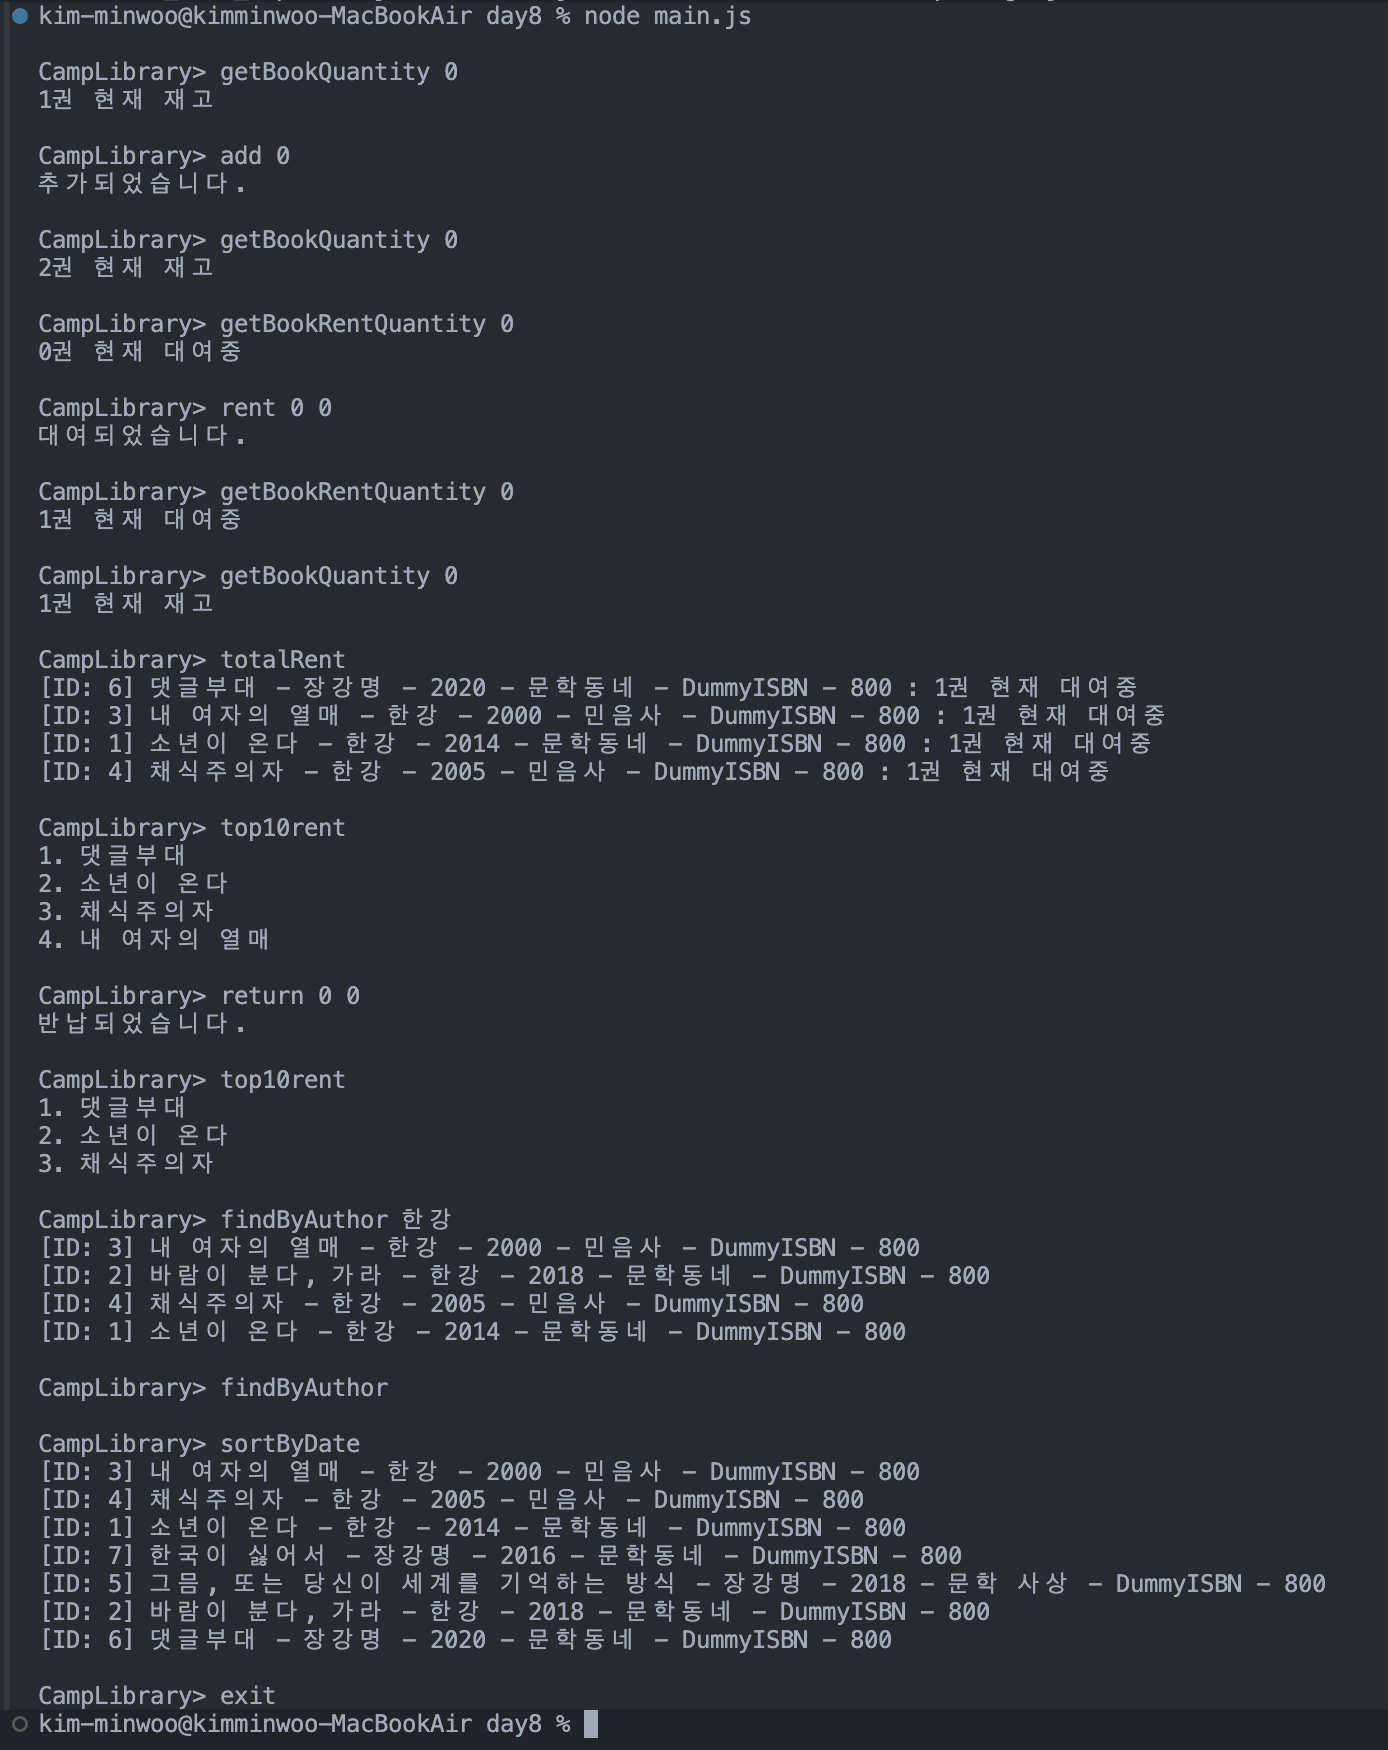 kim-minwoo@kimminwoo-MacBookAir day8 % node main.js
CampLibrary> getBookQuantity 0
1권 현재 재고
CampLibrary> add 0
추가되었습니다.
CampLibrary> getBookQuantity 0
2권 현재 재고
CampLibrary> getBookRentQuantity 0
0권 현재 대여중
CampLibrary> rent 0 0
대여되었습니다.
CampLibrary> getBookRentQuantity 0
1권 현재 대여중
CampLibrary> getBookQuantity 0
1권 현재 재고
CampLibrary> totalRent
[ID: 6] 댓글부대 - 장강명 - 2020 - 문학동네 - DummyISBN - 800 : 1권 현재 대여중
[ID: 3] 내 여자의 열매 - 한강 - 2000 - 민음사 - DummyISBN - 800 : 1권 현재 대여중
[ID: 1] 소년이 온다 - 한강 - 2014 - 문학동네 - DummyISBN - 800 : 1권 현재 대여중
[ID: 4] 채식주의자 - 한강 - 2005 - 민음사 - DummyISBN - 800 : 1권 현재 대여중
CampLibrary> top10rent
1. 댓글부대
2. 소년이 온다
3. 채식주의자
4. 내 여자의 열매
CampLibrary> return 0 0
반납되었습니다.
CampLibrary> top10rent
1. 댓글부대
2. 소년이 온다
3. 채식주의자
CampLibrary> findByAuthor 한강
[ID: 3] 내 여자의 열매 - 한강 - 2000 - 민음사 - DummyISBN - 800
[ID: 2] 바람이 분다, 가라 - 한강 - 2018 - 문학동네 - DummyISBN - 800
[ID: 4] 채식주의자 - 한강 - 2005 - 민음사 - DummyISBN - 800
[ID: 1] 소년이 온다 - 한강 - 2014 - 문학동네 - DummyISBN - 800
CampLibrary> findByAuthor
CampLibrary> sortByDate
[ID: 3] 내 여자의 열매 - 한강 - 2000 - 민음사 - DummyISBN - 800
[ID: 4] 채식주의자 - 한강 - 2005 - 민음사 - DummyISBN - 800
[ID: 1] 소년이 온다 - 한강 - 2014 - 문학동네 - DummyISBN - 800
[ID: 7] 한국이 싫어서 - 장강명 - 2016 - 문학동네 - DummyISBN - 800
[ID: 5] 그믐, 또는 당신이 세계를 기억하는 방식 - 장강명 - 2018 - 문학 사상 - DummyISBN - 800
[ID: 2] 바람이 분다, 가라 - 한강 - 2018 - 문학동네 - DummyISBN - 800
[ID: 6] 댓글부대 - 장강명 - 2020 - 문학동네 - DummyISBN - 800
CampLibrary> exit
kim-minwoo@kimminwoo-MacBookAir day8 %